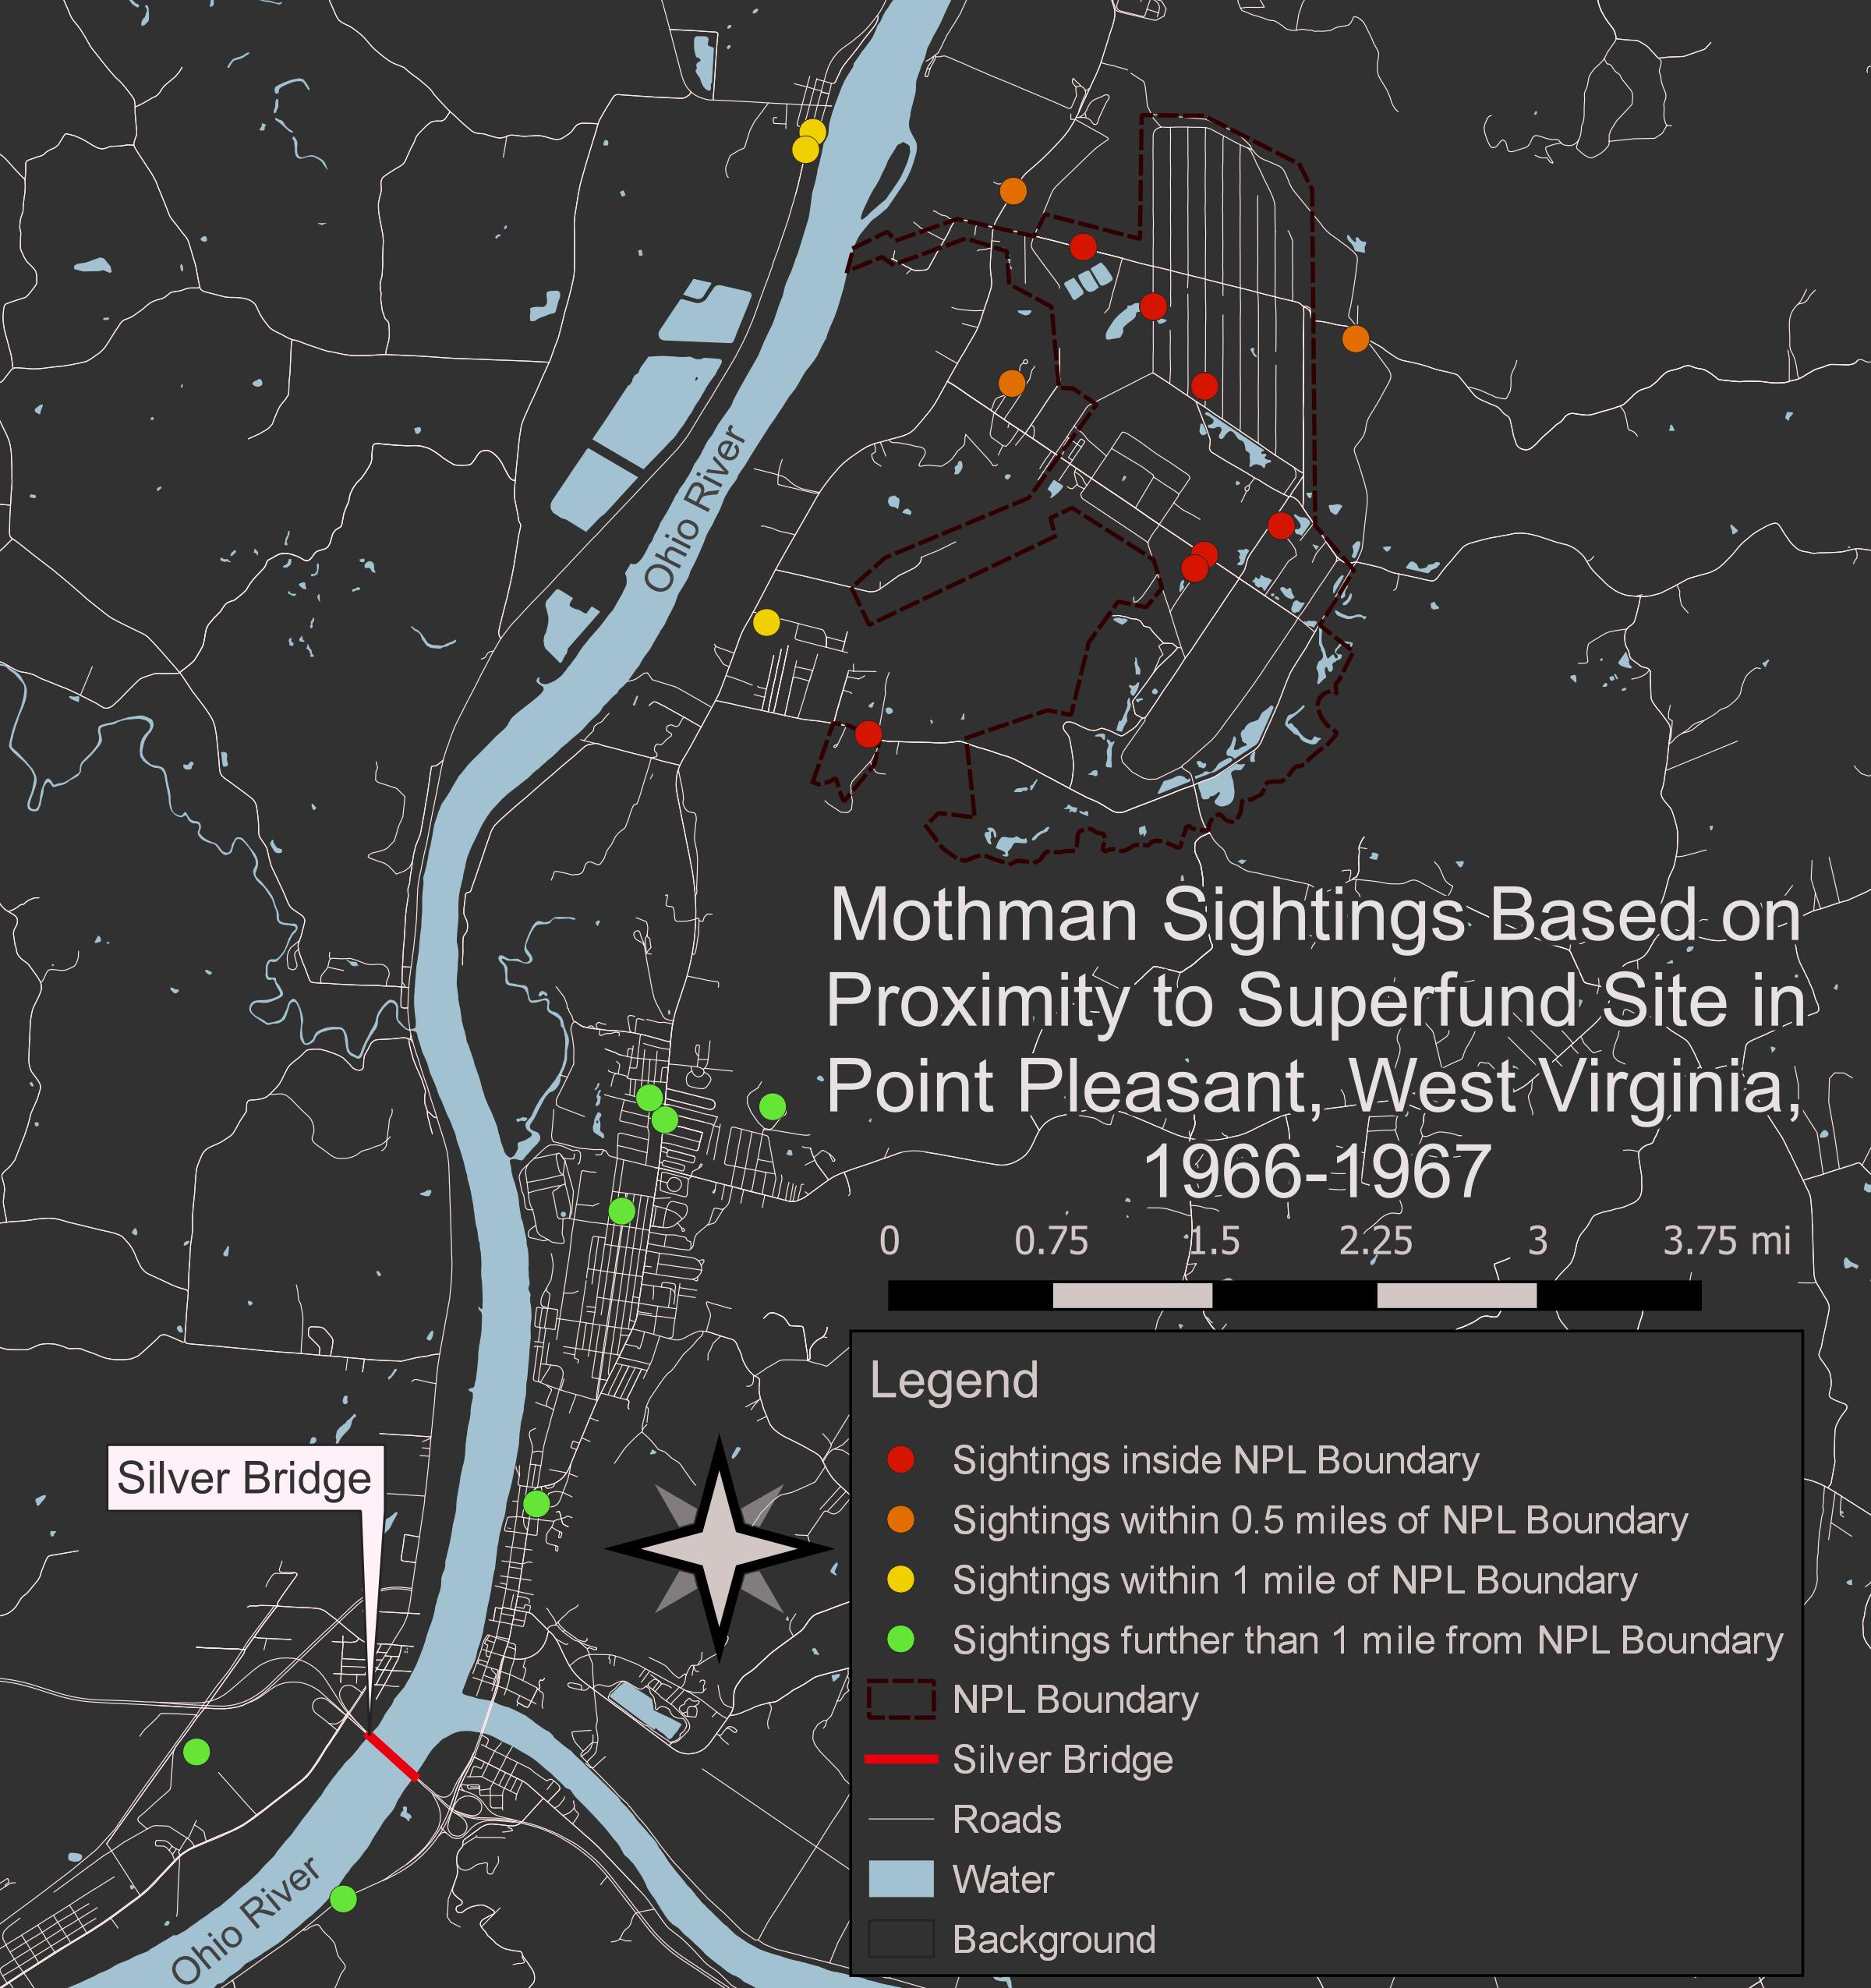 Ohio River
Mothman Sightings Based on
Proximity to Superfund Site in
Point Pleasant, West Virginia,
1966-1967
0 0.75 1.5 2.25 3 3.75 mi
Legend
Sightings inside NPL Boundary
Sightings within 0.5 miles of NPL Boundary
Sightings within 1 mile of NPL Boundary
Sightings further than 1 mile from NPL Boundary
NPL Boundary
Silver Bridge
Roads
Water
Background
Silver Bridge
Ohio River